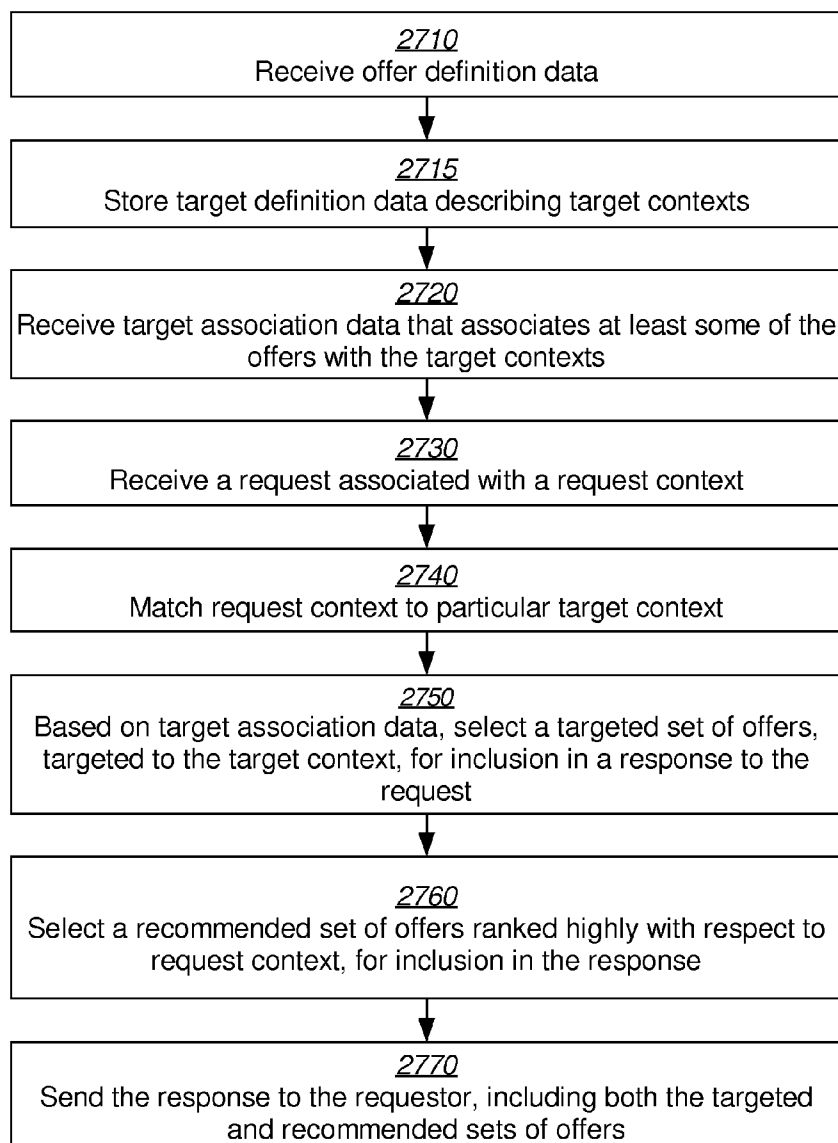 2710
Receive offer definition data
2715
Store target definition data describing target contexts
2720
Receive target association data that associates at least some of the
offers with the target contexts
2730
Receive a request associated with a request context
2740
Match request context to particular target context
2750
Based on target association data, select a targeted set of offers,
targeted to the target context, for inclusion in a response to the
request
2760
Select a recommended set of offers ranked highly with respect to
request context, for inclusion in the response
2770
Send the response to the requestor, including both the targeted
and recommended sets of offers